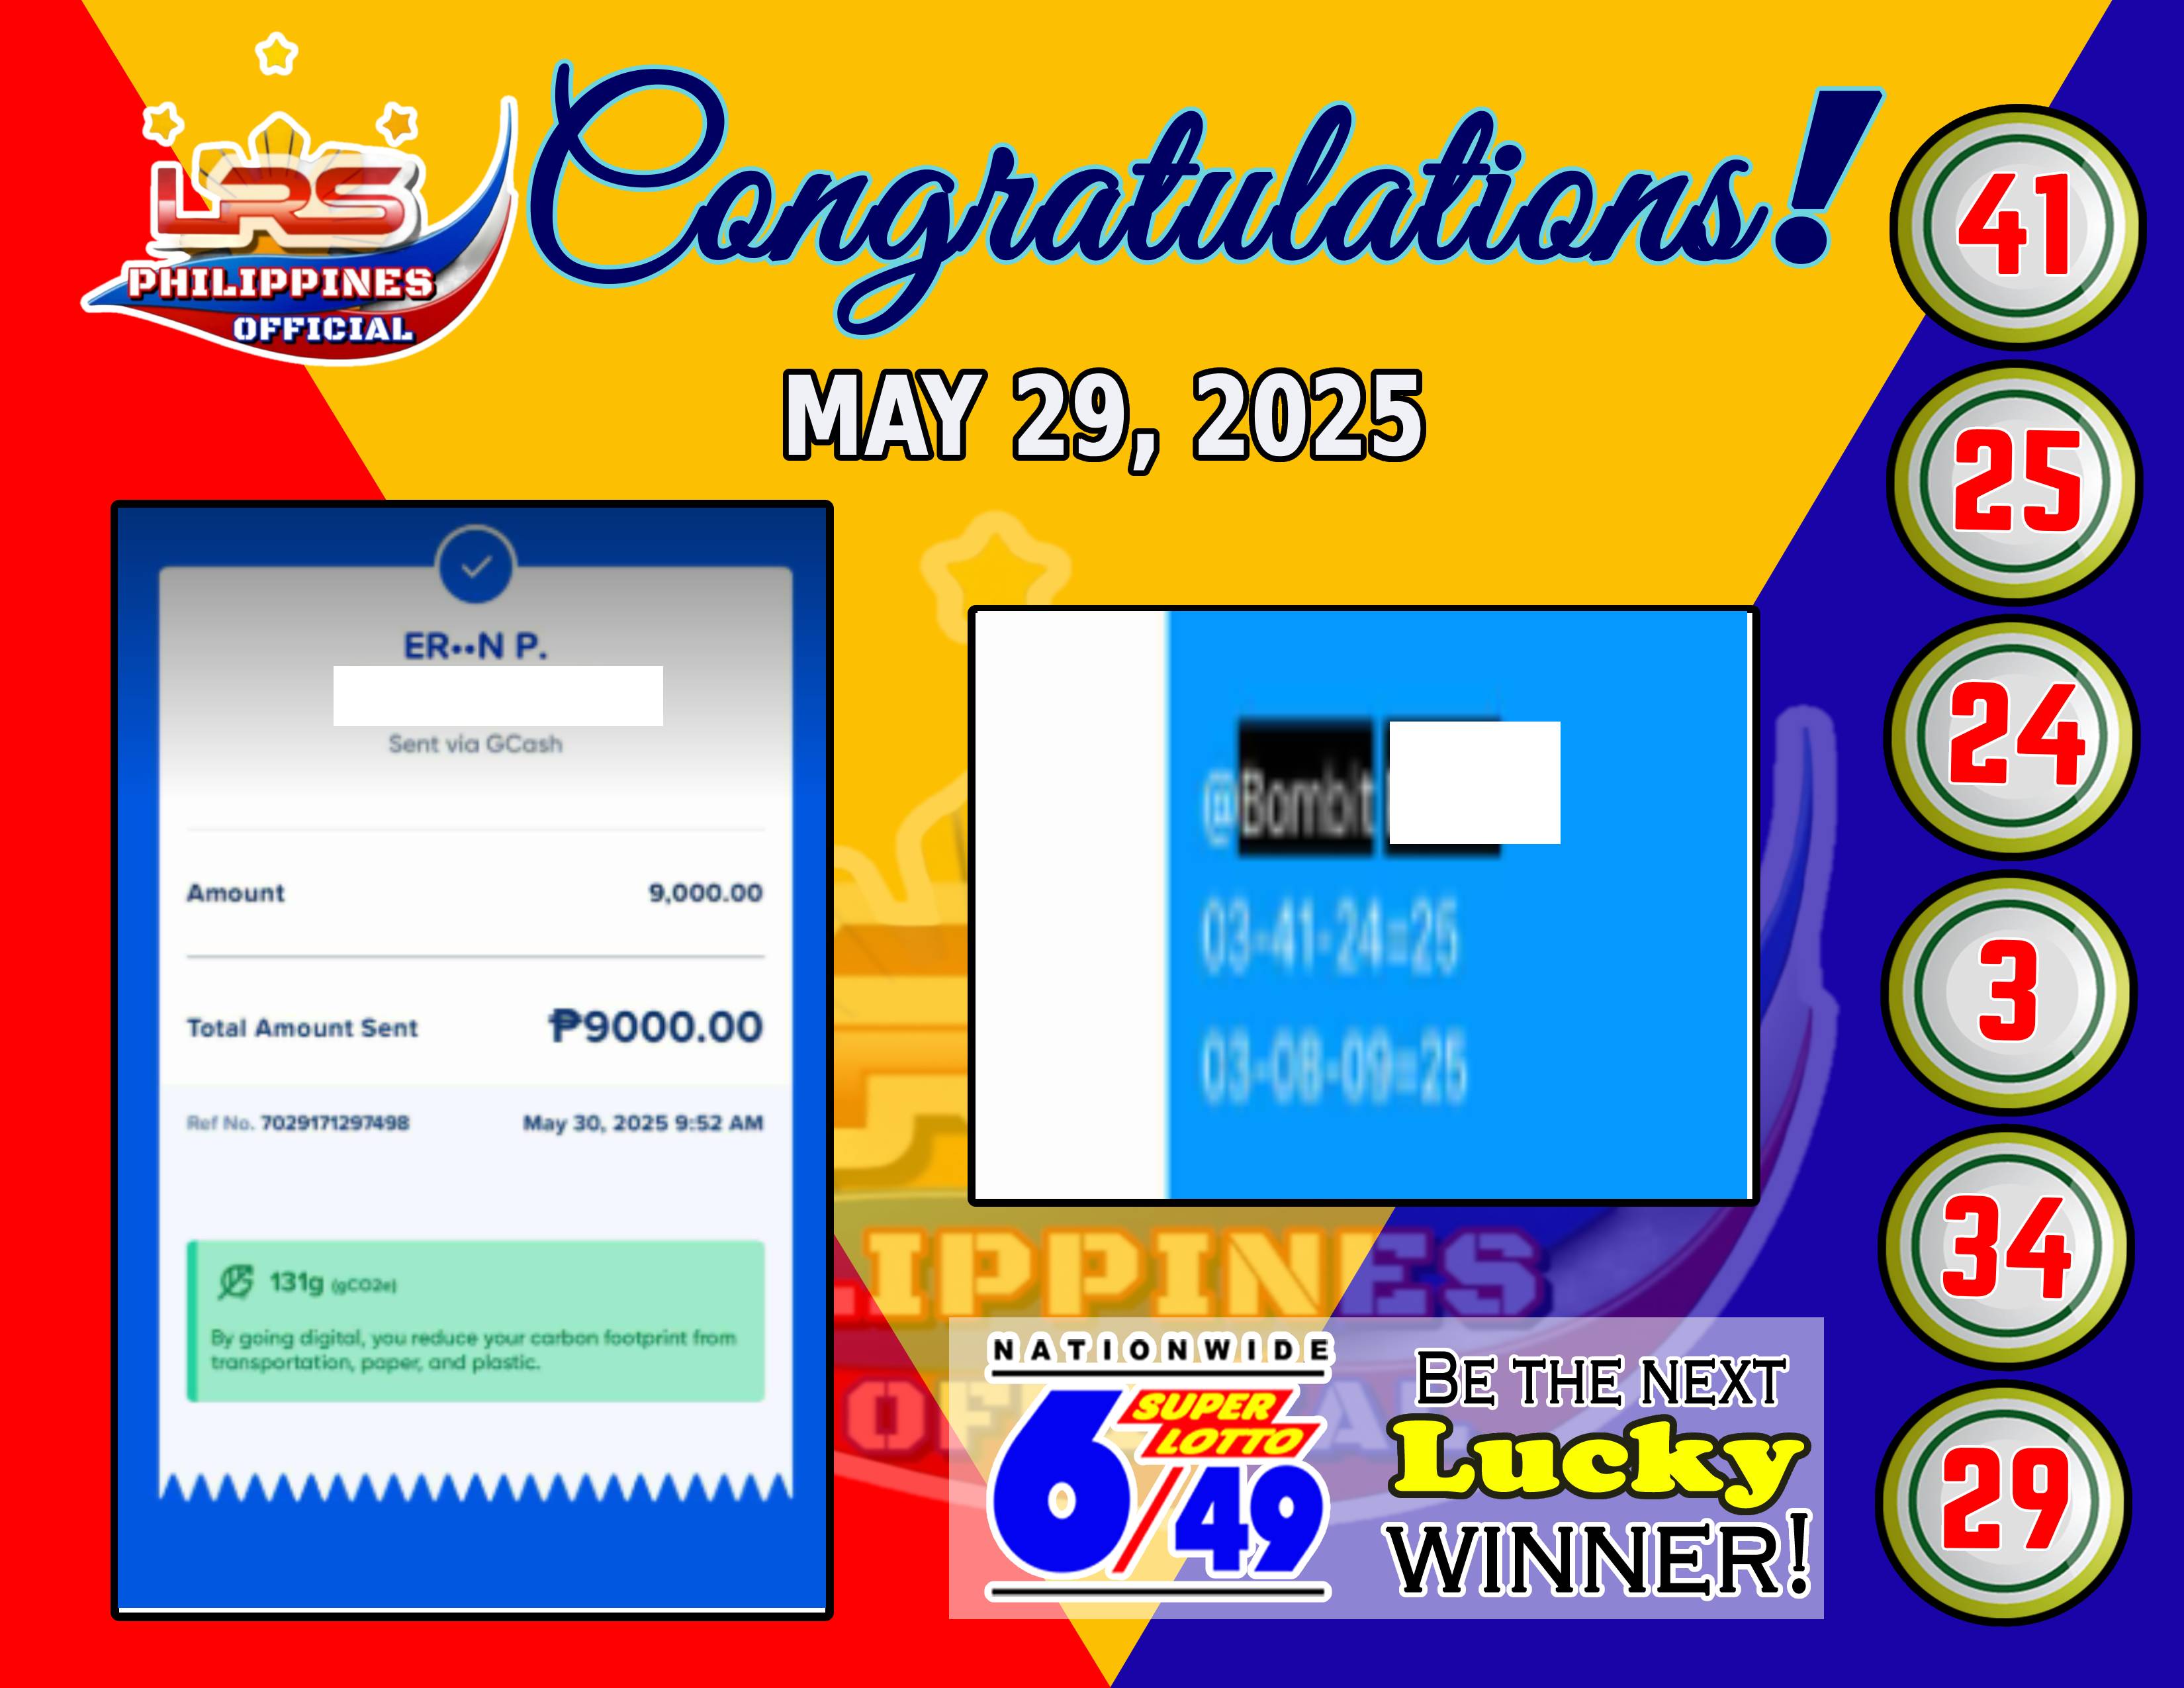 LRS
PHILIPPINES
OFFICIAL
Congratulations!
MAY 29, 2025
ER••N P.
Sent via GCash
Amount 9,000.00
Total Amount Sent ₱9000.00
Ref No. 7029171297498 May 30, 2025 9:52 AM
131g (gCO2e)
By going digital, you reduce your carbon footprint from
transportation, paper, and plastic.
@Bombit
03-41-24=25
03-08-09=25
LIPPINES
NATIONWIDE
6/49
SUPER
LOTTO
BE THE NEXT
Lucky
WINNER!
41
25
24
3
34
29